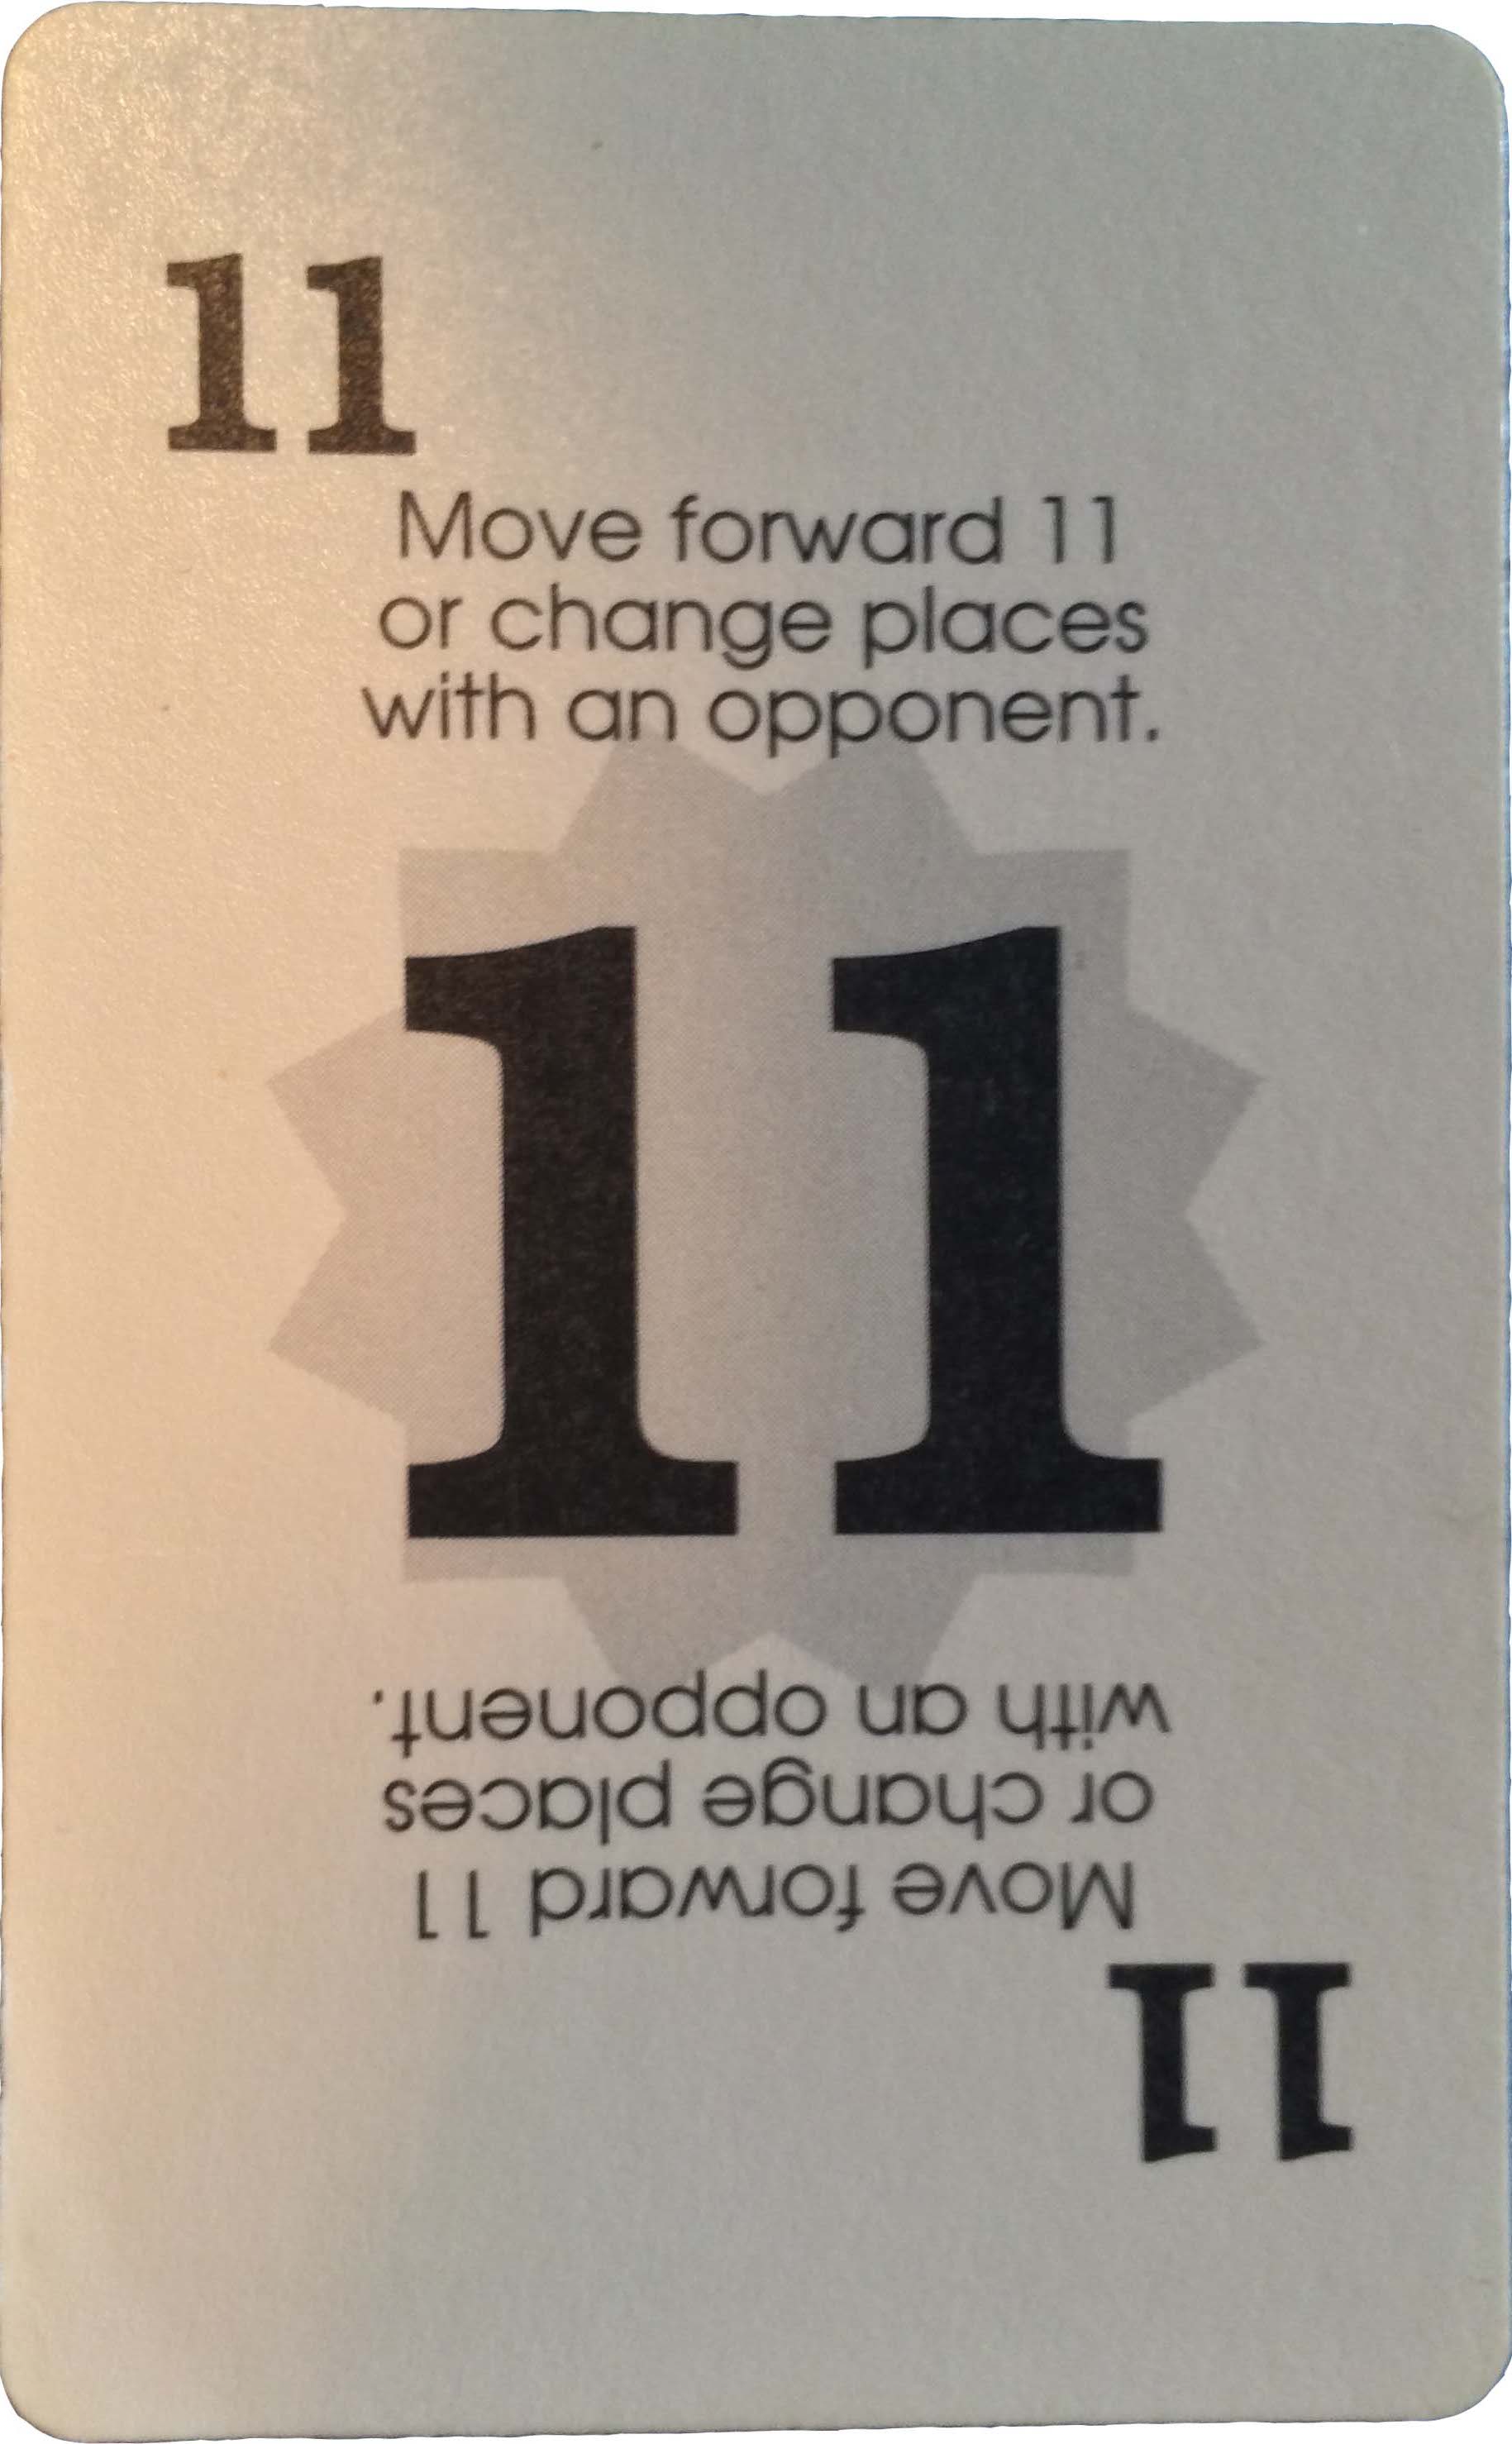 11
Move forward 11
or change places
with an opponent.
11
Move forward 11
or change places
with an opponent.
11